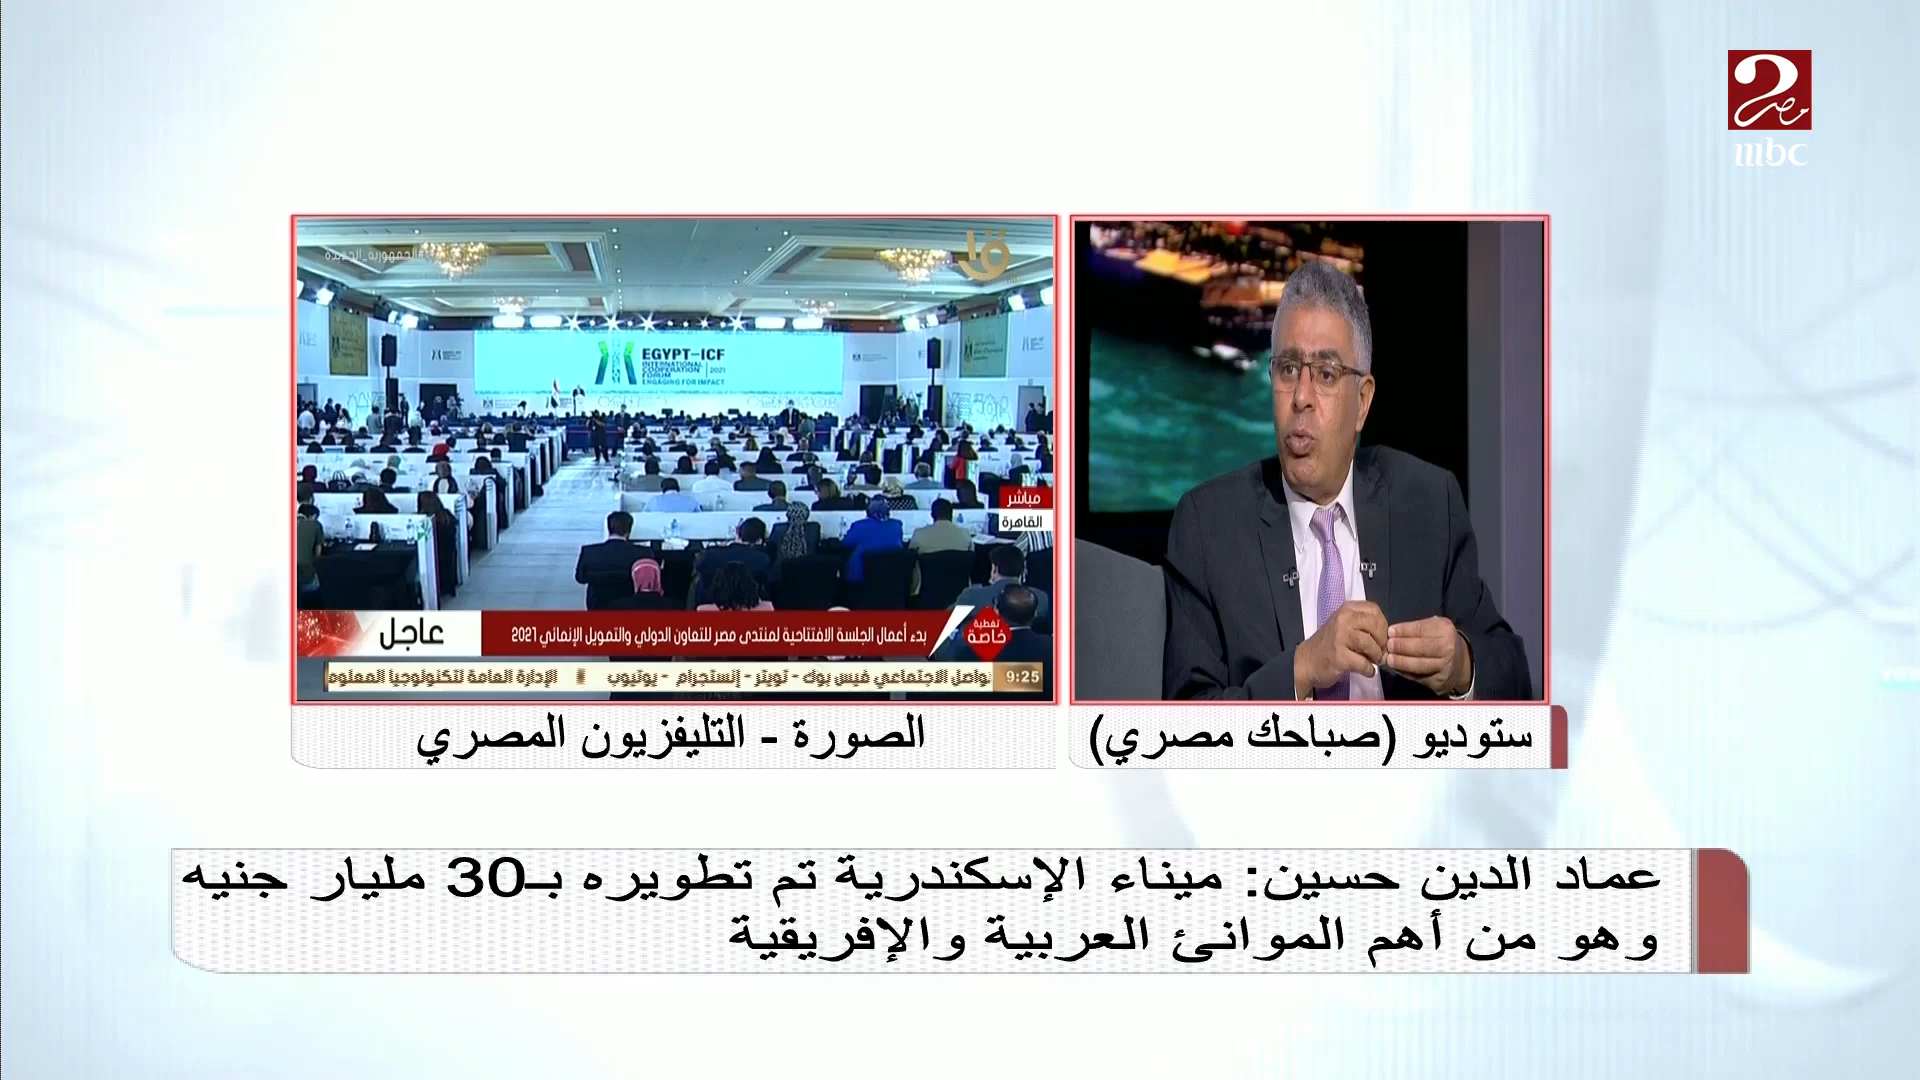 مصر
mbc
#الجمهورية_الجديدة
EGYPT-ICF
INTERNATIONAL
COOPERATION
FORUM
2021
ENGAGING FOR IMPACT
مباشر
القاهرة
تغطية
خاصة
بدء أعمال الجلسة الافتتاحية لمنتدى مصر للتعاون الدولي والتمويل الإنمائي 2021
عاجل
9:25
تواصل الاجتماعي فيس بوك - تويتر - إنستجرام - يوتيوب # الإدارة العامة لتكنولوجيا المعلوم
ستوديو (صباحك مصري)
الصورة - التليفزيون المصري
عماد الدين حسين: ميناء الإسكندرية تم تطويره بـ30 مليار جنيه
وهو من أهم الموانئ العربية والإفريقية